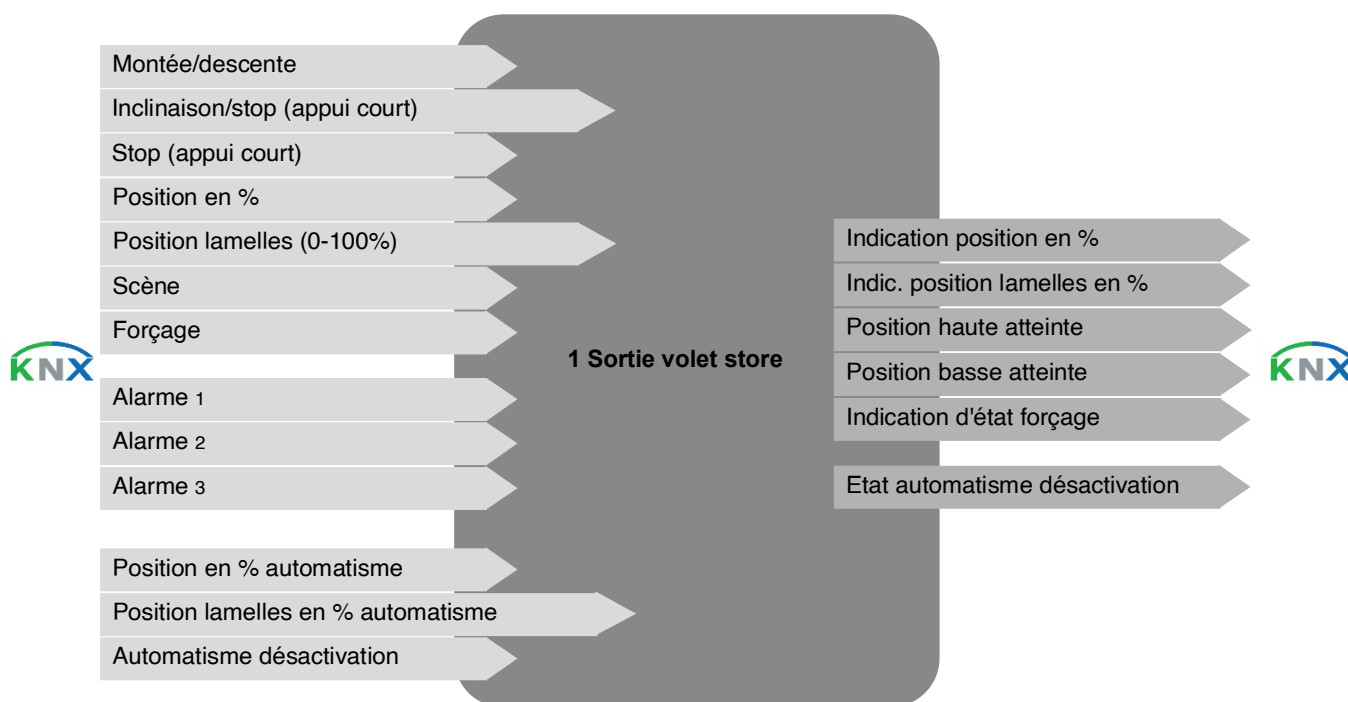 Montée/descente
Inclinaison/stop (appui court)
Stop (appui court)
Position en %
Position lamelles (0-100%)
Scène
Forçage
KNX
Alarme 1
Alarme 2
Alarme 3
Position en % automatisme
Position lamelles en % automatisme
Automatisme désactivation
1 Sortie volet store
Indication position en %
Indic. position lamelles en %
Position haute atteinte
Position basse atteinte
Indication d'état forçage
Etat automatisme désactivation
KNX